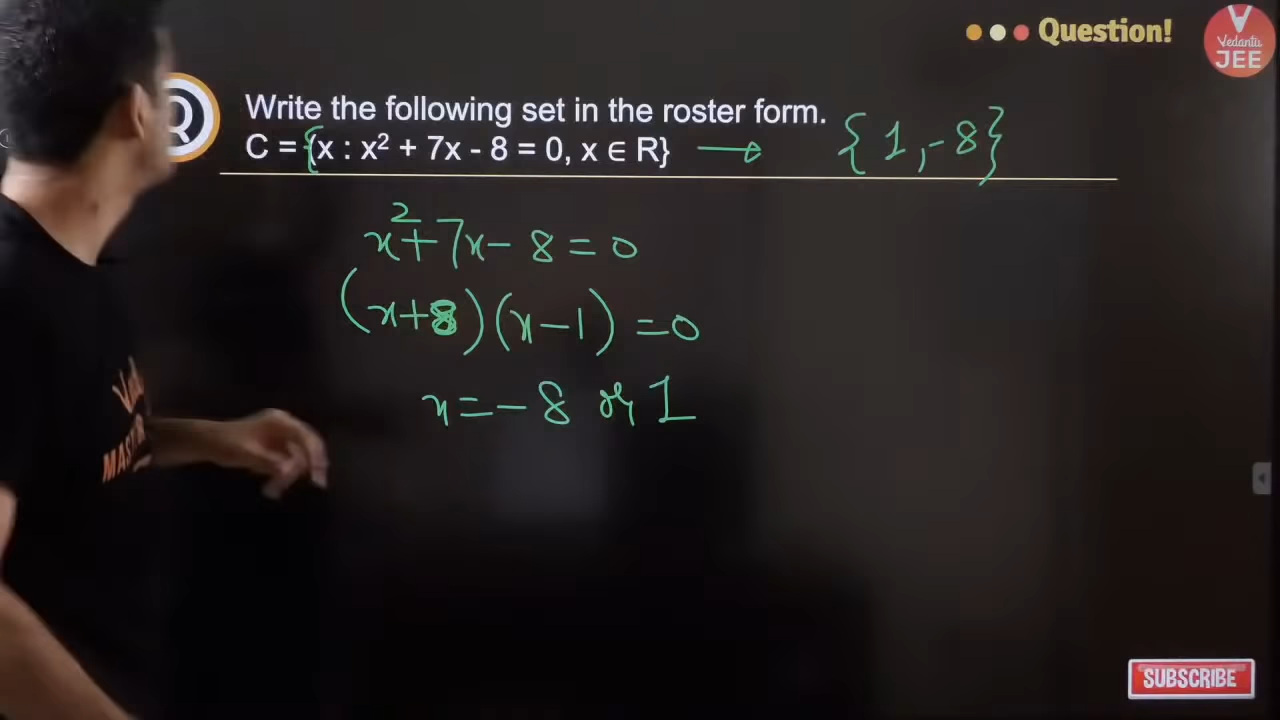 Question!
Vedantu
JEE
Write the following set in the roster form.
C = {x : x² + 7x - 8 = 0, x ∈ R} → {1, -8}
x² + 7x - 8 = 0
(x+8)(x-1) = 0
x = -8 or 1
SUBSCRIBE